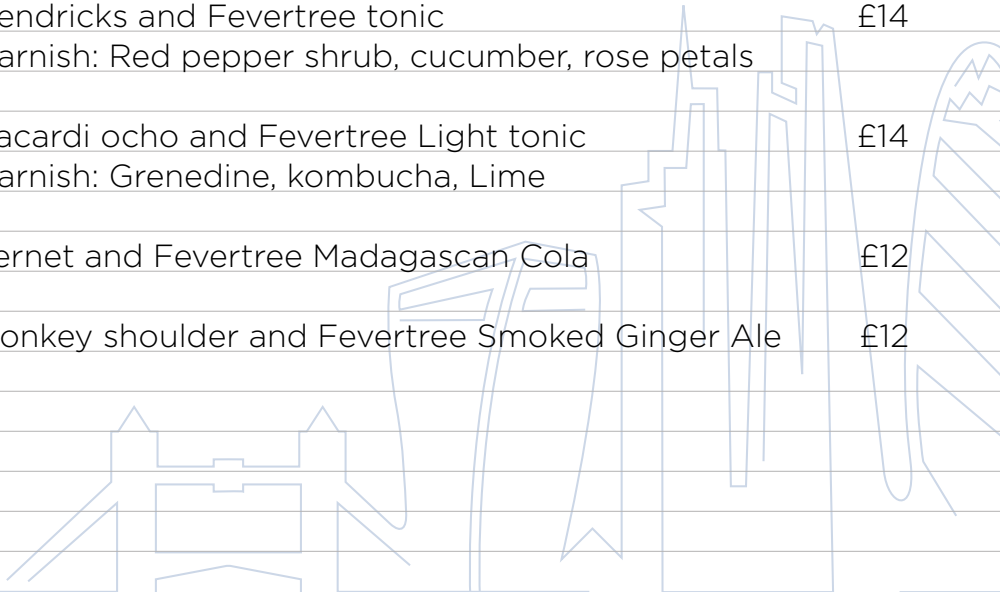 endricks and Fevertree tonic £14
arnish: Red pepper shrub, cucumber, rose petals
acardi ocho and Fevertree Light tonic £14
arnish: Grenedine, kombucha, Lime
ernet and Fevertree Madagascan Cola £12
onkey shoulder and Fevertree Smoked Ginger Ale £12